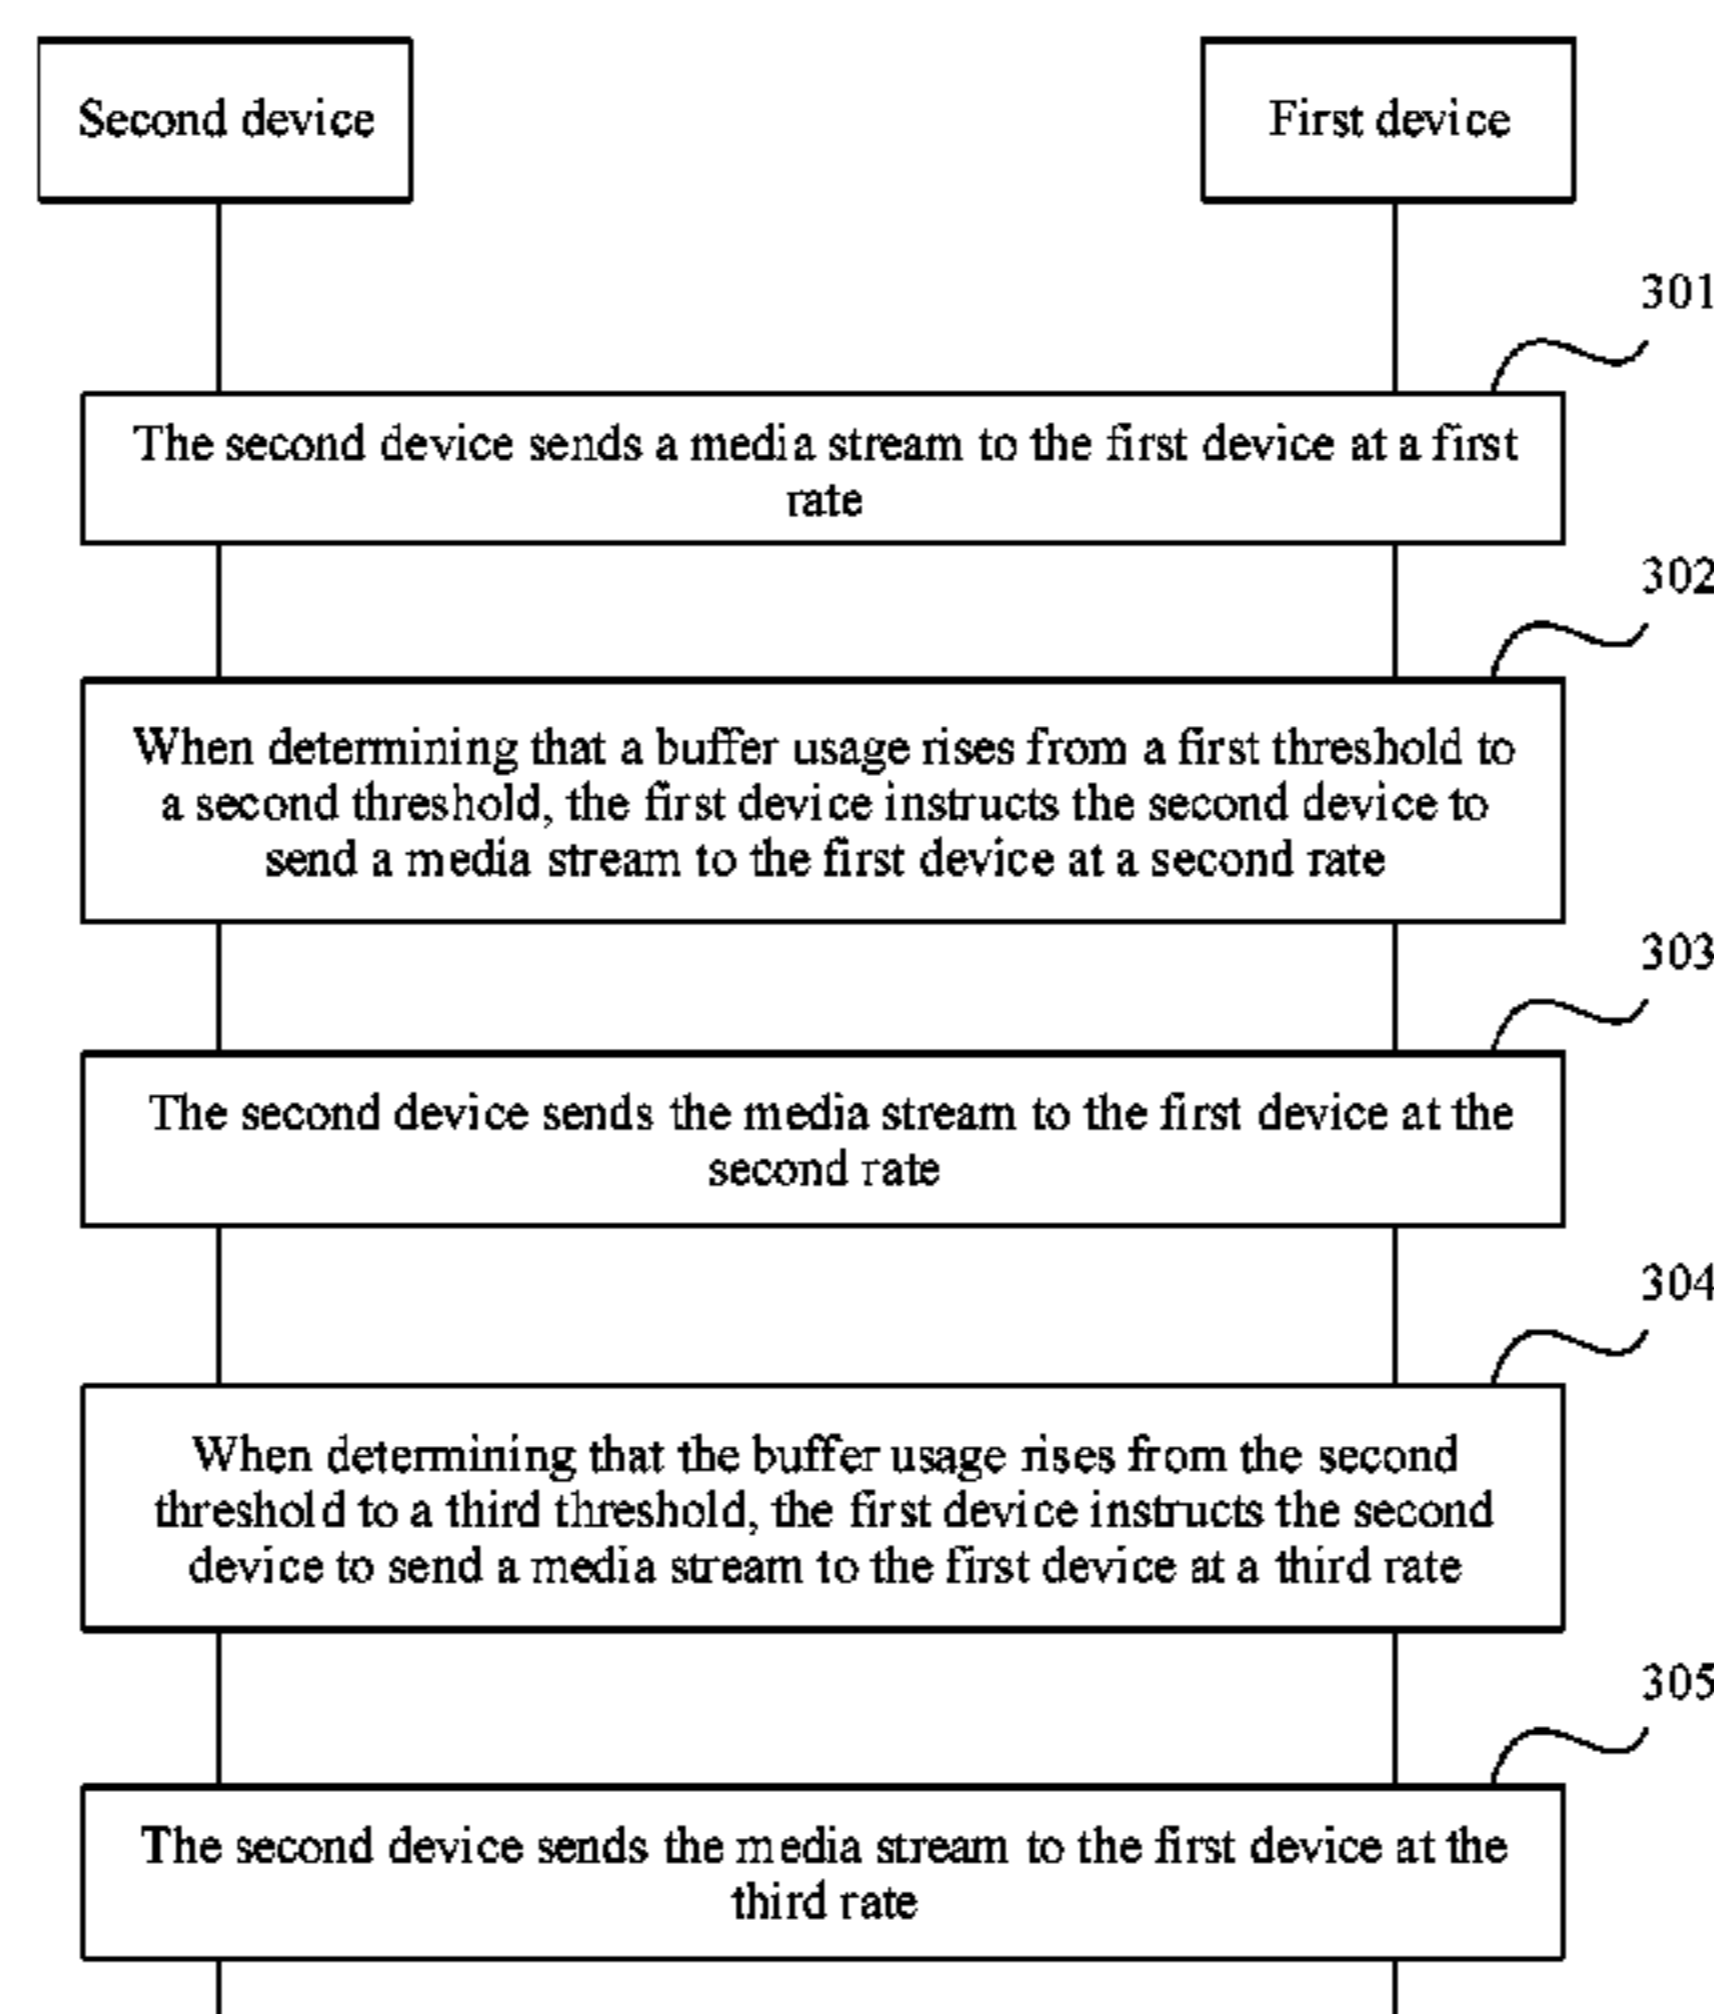 Second device
First device
301
The second device sends a media stream to the first device at a first
rate
302
When determining that a buffer usage rises from a first threshold to
a second threshold, the first device instructs the second device to
send a media stream to the first device at a second rate
303
The second device sends the media stream to the first device at the
second rate
304
When determining that the buffer usage rises from the second
threshold to a third threshold, the first device instructs the second
device to send a media stream to the first device at a third rate
305
The second device sends the media stream to the first device at the
third rate